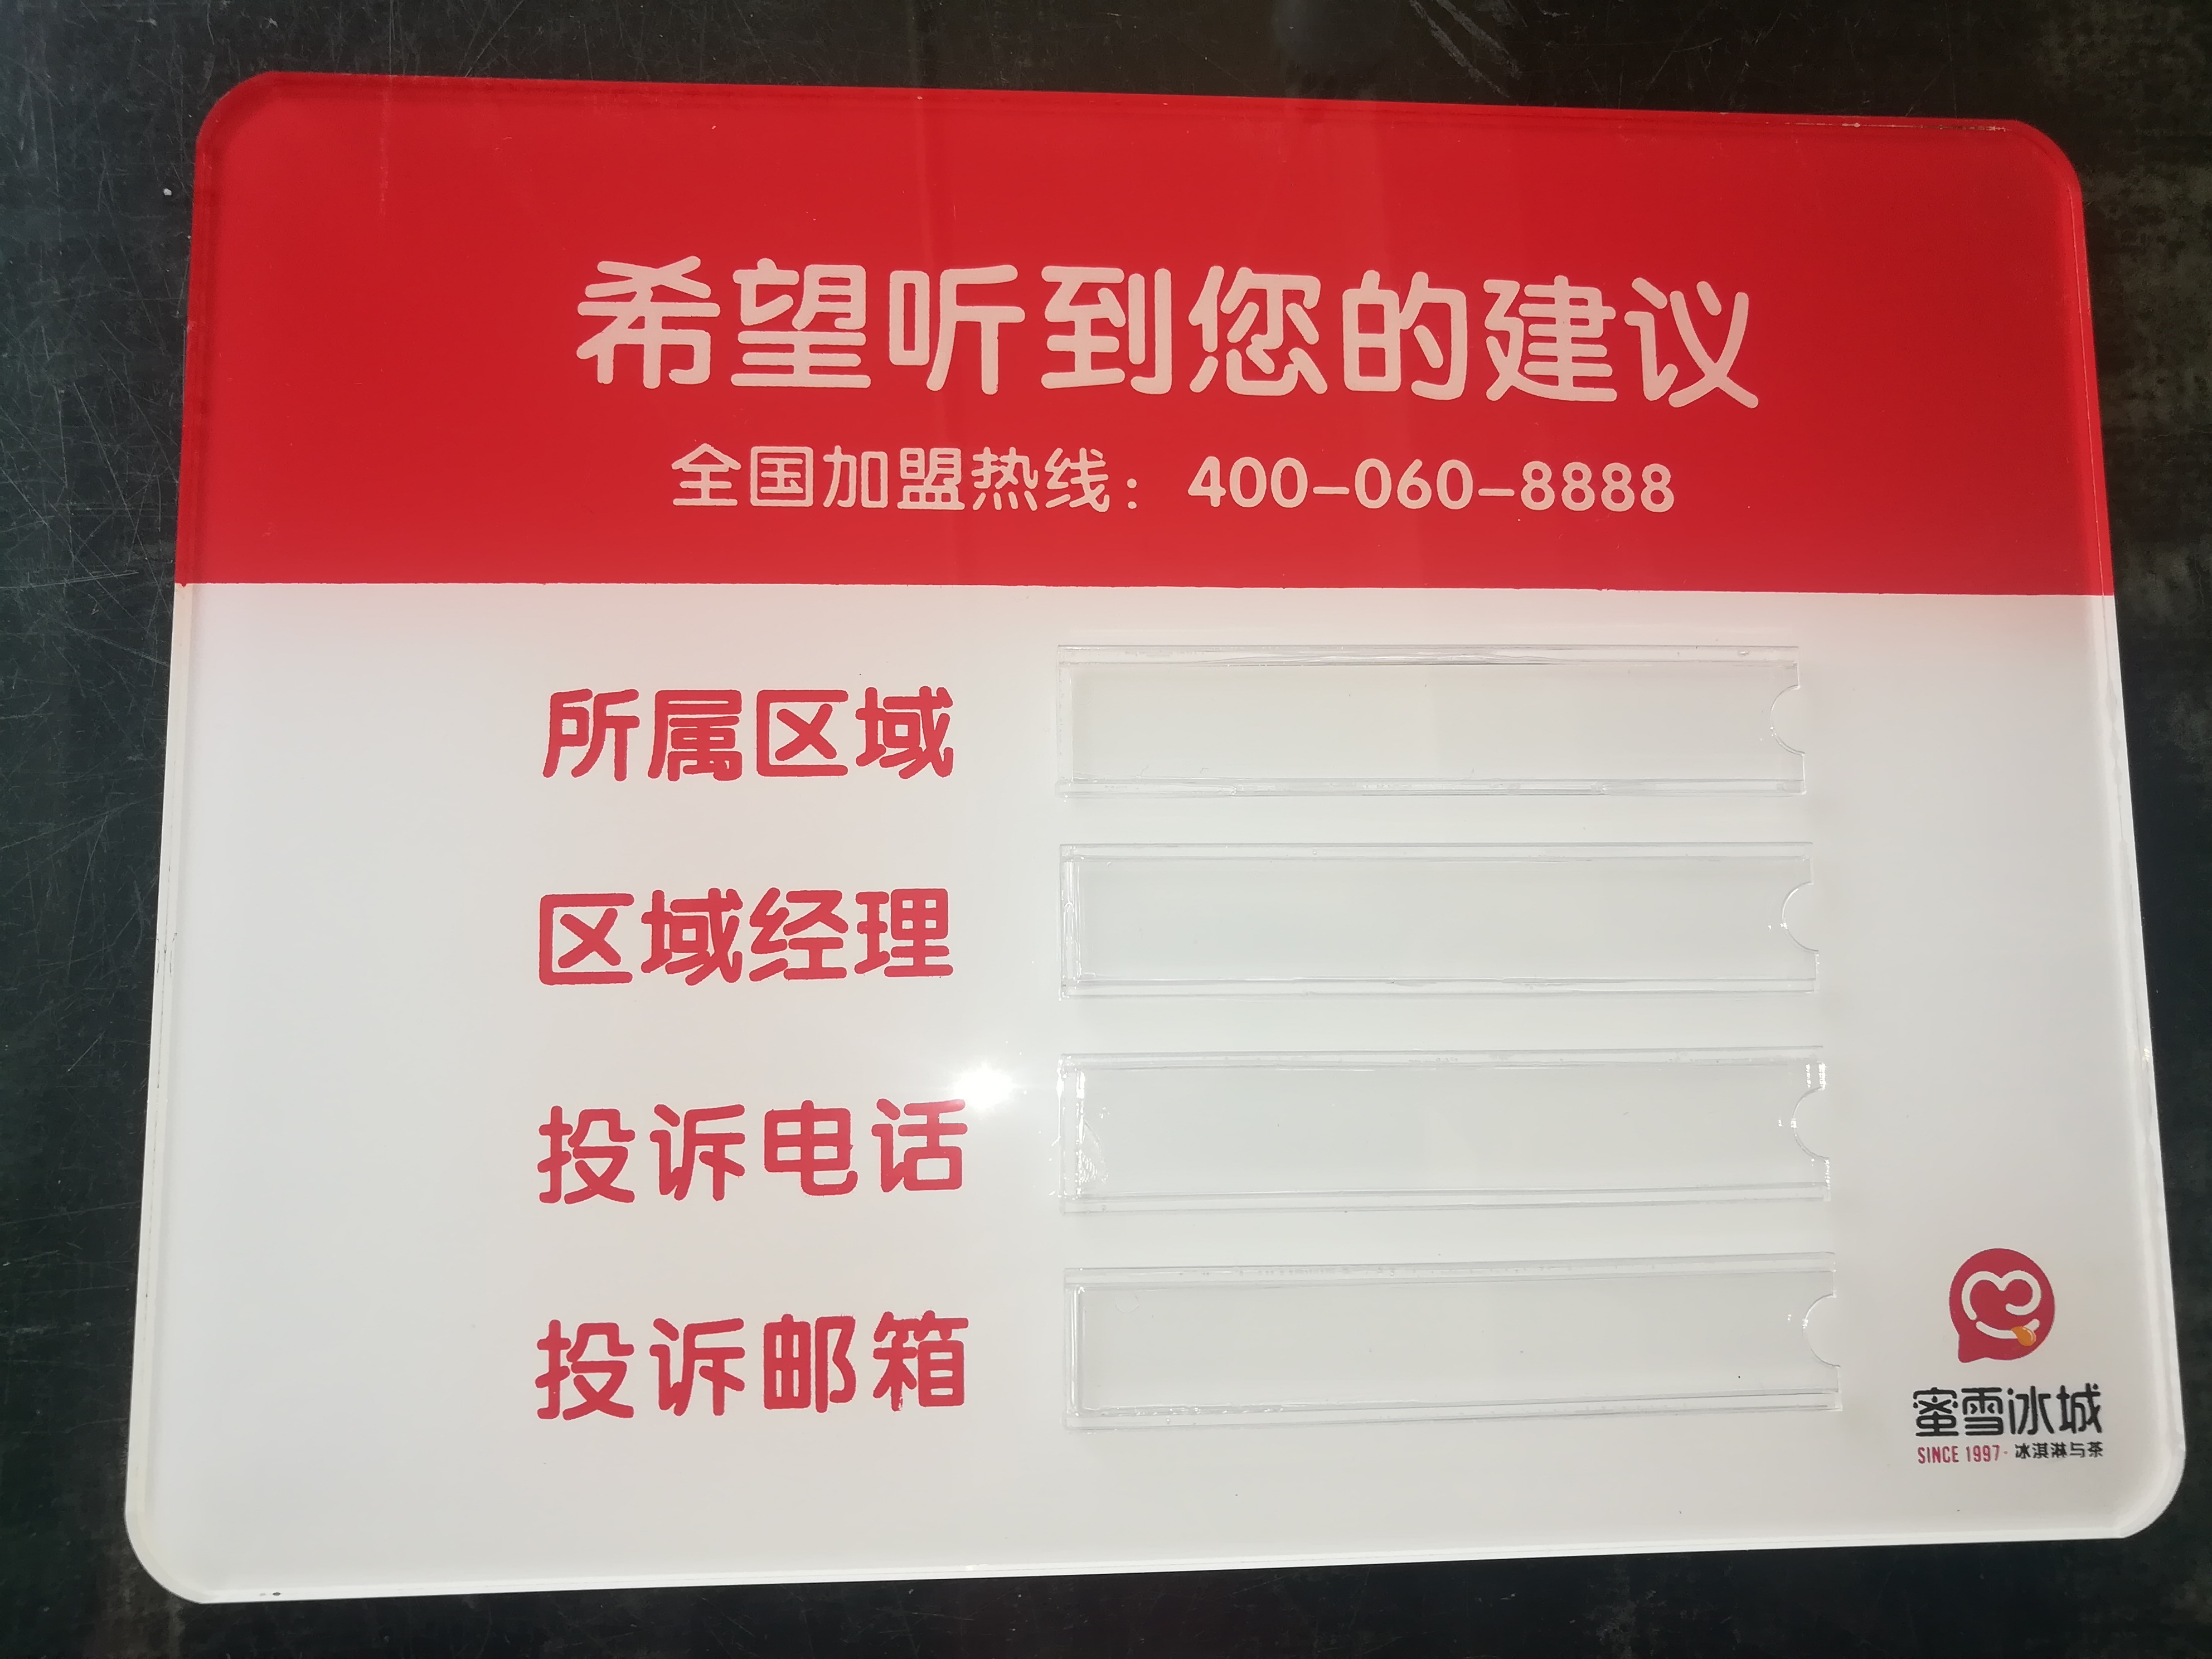 希望听到您的建议
全国加盟热线：400-060-8888
所属区域
区域经理
投诉电话
投诉邮箱
蜜雪冰城
SINCE 1997· 冰淇淋与茶